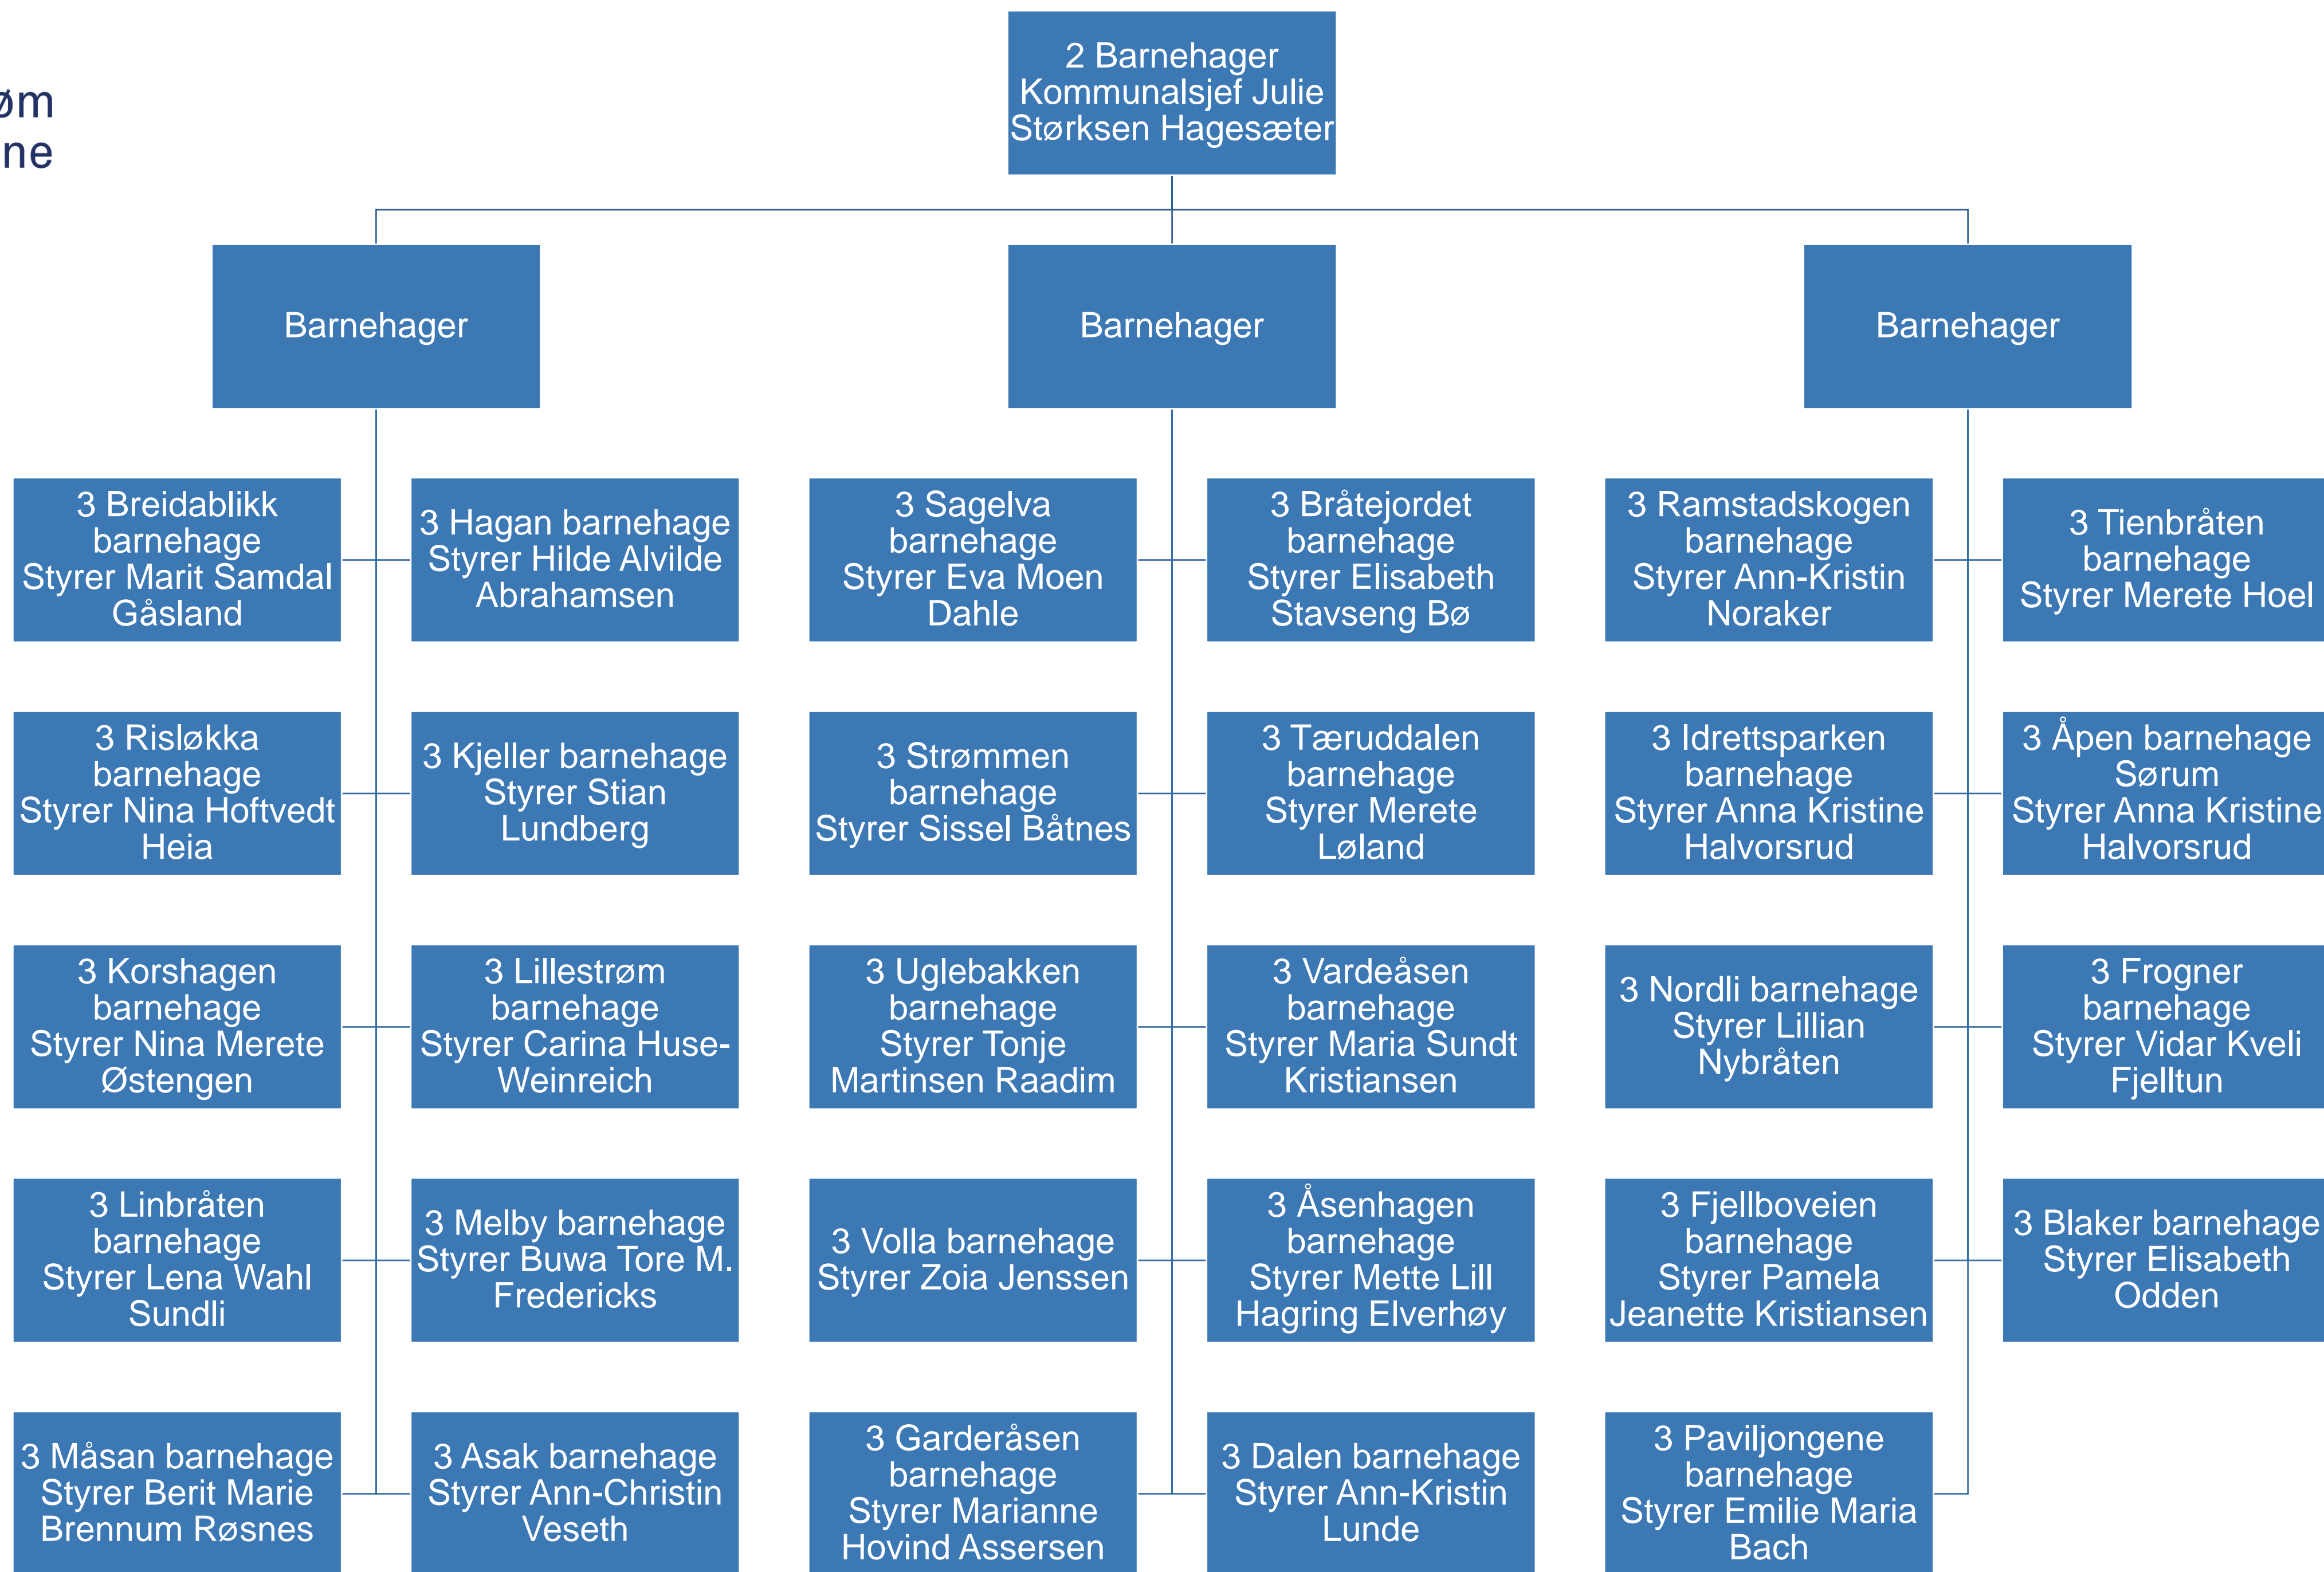 øm
ne
2 Barnehager
Kommunalsjef Julie
Størksen Hagesæter
Barnehager
Barnehager
Barnehager
3 Breidablikk
barnehage
Styrer Marit Samdal
Gåsland
3 Hagan barnehage
Styrer Hilde Alvilde
Abrahamsen
3 Sagelva
barnehage
Styrer Eva Moen
Dahle
3 Bråtejordet
barnehage
Styrer Elisabeth
Stavseng Bø
3 Ramstadskogen
barnehage
Styrer Ann-Kristin
Noraker
3 Tienbråten
barnehage
Styrer Merete Hoel
3 Risløkka
barnehage
Styrer Nina Hoftvedt
Heia
3 Kjeller barnehage
Styrer Stian
Lundberg
3 Strømmen
barnehage
Styrer Sissel Båtnes
3 Tæruddalen
barnehage
Styrer Merete
Løland
3 Idrettsparken
barnehage
Styrer Anna Kristine
Halvorsrud
3 Åpen barnehage
Sørum
Styrer Anna Kristine
Halvorsrud
3 Korshagen
barnehage
Styrer Nina Merete
Østengen
3 Lillestrøm
barnehage
Styrer Carina Huse-
Weinreich
3 Uglebakken
barnehage
Styrer Tonje
Martinsen Raadim
3 Vardeåsen
barnehage
Styrer Maria Sundt
Kristiansen
3 Nordli barnehage
Styrer Lillian
Nybråten
3 Frogner
barnehage
Styrer Vidar Kveli
Fjelltun
3 Linbråten
barnehage
Styrer Lena Wahl
Sundli
3 Melby barnehage
Styrer Buwa Tore M.
Fredericks
3 Volla barnehage
Styrer Zoia Jenssen
3 Åsenhagen
barnehage
Styrer Mette Lill
Hagring Elverhøy
3 Fjellboveien
barnehage
Styrer Pamela
Jeanette Kristiansen
3 Blaker barnehage
Styrer Elisabeth
Odden
3 Måsan barnehage
Styrer Berit Marie
Brennum Røsnes
3 Asak barnehage
Styrer Ann-Christin
Veseth
3 Garderåsen
barnehage
Styrer Marianne
Hovind Assersen
3 Dalen barnehage
Styrer Ann-Kristin
Lunde
3 Paviljongene
barnehage
Styrer Emilie Maria
Bach